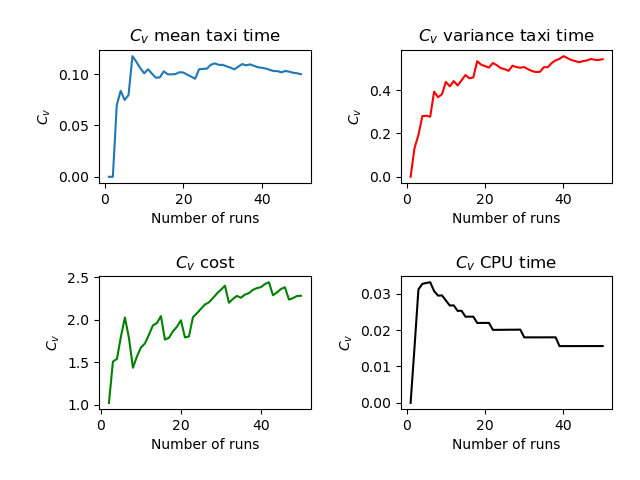 C_v mean taxi time
C_v
0.10
0.05
0.00
0 20 40
Number of runs
C_v variance taxi time
C_v
0.4
0.2
0.0
0 20 40
Number of runs
C_v cost
C_v
2.5
2.0
1.5
1.0
0 20 40
Number of runs
C_v CPU time
C_v
0.03
0.02
0.01
0.00
0 20 40
Number of runs